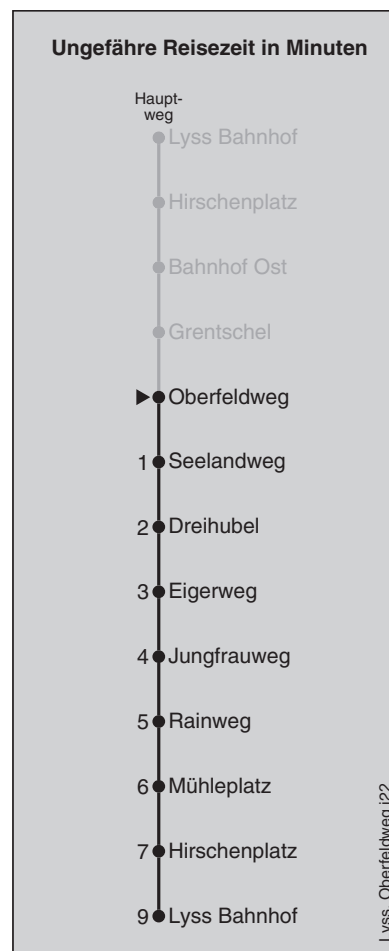 Ungefähre Reisezeit in Minuten
Haupt-
weg
Lyss Bahnhof
Hirschenplatz
Bahnhof Ost
Grentschel
Oberfeldweg
1 Seelandweg
2 Dreihubel
3 Eigerweg
4 Jungfrauweg
5 Rainweg
6 Mühleplatz
7 Hirschenplatz
9 Lyss Bahnhof
Lyss, Oberfeldweg j22